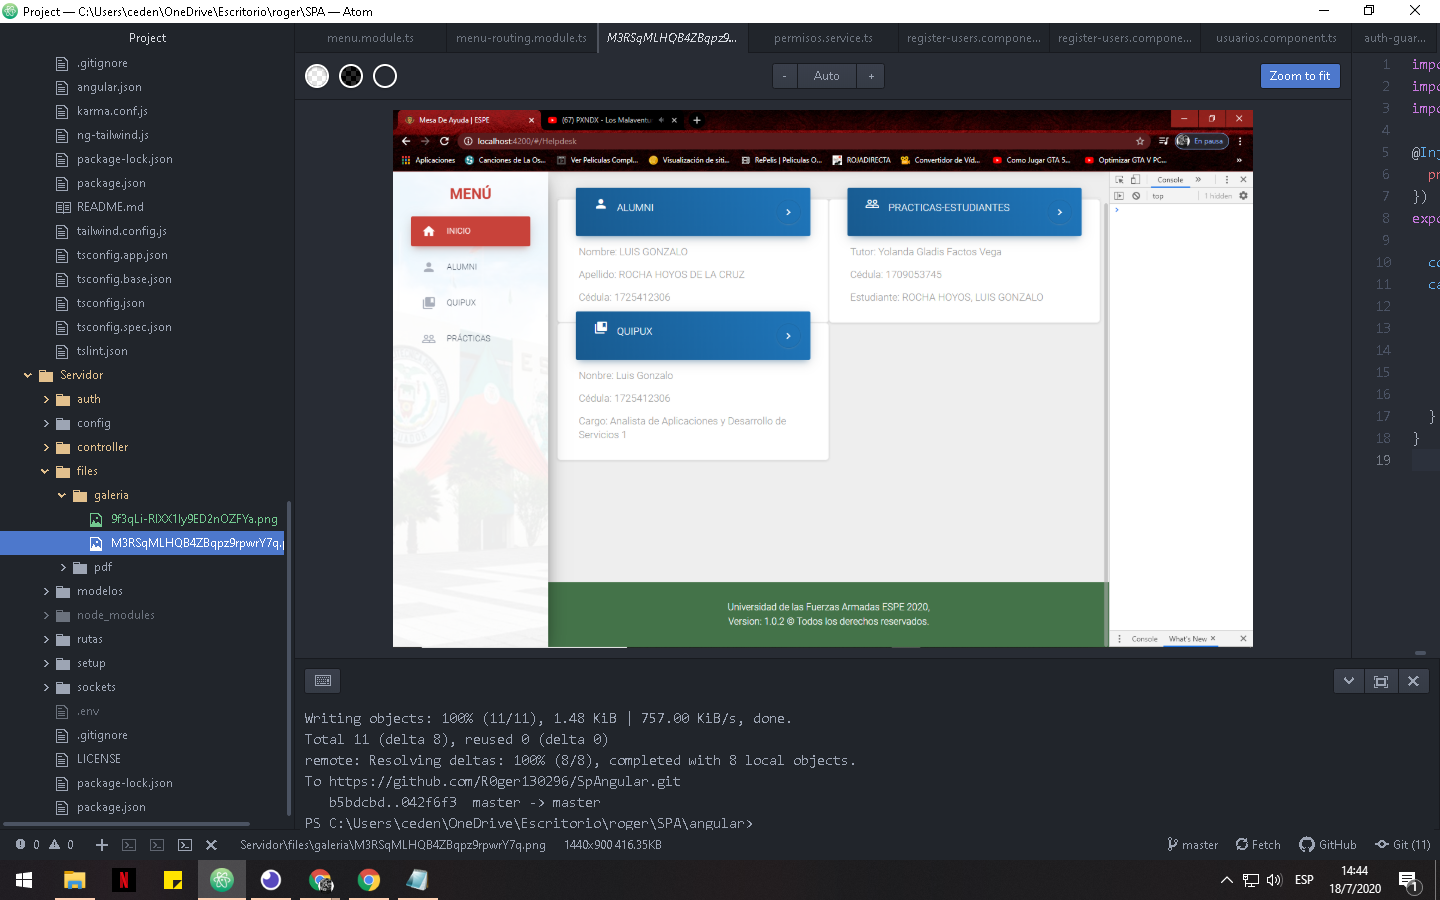 Project — C:\Users\ceden\OneDrive\Escritorio\roger\SPA — Atom
Project
.gitignore
angular.json
karma.conf.js
ng-tailwind.js
package-lock.json
package.json
README.md
tailwind.config.js
tsconfig.app.json
tsconfig.base.json
tsconfig.json
tsconfig.spec.json
tslint.json
Servidor
auth
config
controller
files
galeria
9f3qLi-RlXX1ly9ED2nOZFYa.png
M3RSqMLHQB4ZBqpz9rpwrY7q.p
pdf
modelos
node_modules
rutas
setup
sockets
.env
.gitignore
LICENSE
package-lock.json
package.json
menu.module.ts
menu-routing.module.ts
M3RSqMLHQB4ZBqpz9...
permisos.service.ts
register-users.compone...
register-users.compone...
usuarios.component.ts
auth-guar...
- Auto +
Zoom to fit
Mesa De Ayuda | ESPE
(67) PXNDX - Los Malaventu
localhost:4200/#/Helpdesk
En pausa
Aplicaciones
Canciones de La Os...
Ver Películas Compl...
Visualización de siti...
RePelis | Películas O...
ROJADIRECTA
Convertidor de Víd...
Como Jugar GTA 5...
Optimizar GTA V PC...
»
MENÚ
INICIO
ALUMNI
QUIPUX
PRÁCTICAS
ALUMNI
Nombre: LUIS GONZALO
Apellido: ROCHA HOYOS DE LA CRUZ
Cédula: 1725412306
PRACTICAS-ESTUDIANTES
Tutor: Yolanda Gladis Factos Vega
Cédula: 1709053745
Estudiante: ROCHA HOYOS, LUIS GONZALO
QUIPUX
Nonbre: Luis Gonzalo
Cédula: 1725412306
Cargo: Analista de Aplicaciones y Desarrollo de
Servicios 1
Universidad de las Fuerzas Armadas ESPE 2020,
Version: 1.0.2 © Todos los derechos reservados.
Console »
top
1 hidden
Console What's New
1 impo
2 impo
3 impo
4
5 @Inj
6 pr
7 })
8 expo
9
10 co
11 ca
12
13
14
15
16
17 }
18 }
19
Writing objects: 100% (11/11), 1.48 KiB | 757.00 KiB/s, done.
Total 11 (delta 8), reused 0 (delta 0)
remote: Resolving deltas: 100% (8/8), completed with 8 local objects.
To https://github.com/R0ger130296/SpAngular.git
b5bdcbd..042f6f3 master -> master
PS C:\Users\ceden\OneDrive\Escritorio\roger\SPA\angular>
0 0
Servidor\files\galeria\M3RSqMLHQB4ZBqpz9rpwrY7q.png
1440x900 416.35KB
master
Fetch
GitHub
Git (11)
N
ESP
14:44
18/7/2020
1